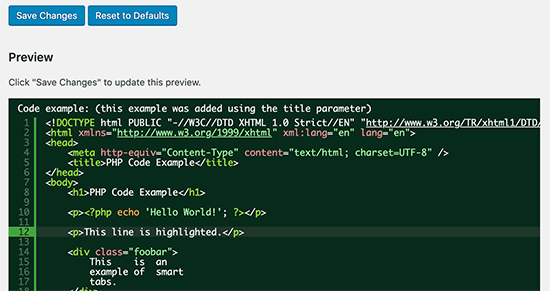 Save Changes Reset to Defaults
Preview
Click "Save Changes" to update this preview.
Code example: (this example was added using the title parameter)
1 <!DOCTYPE html PUBLIC "-//W3C//DTD XHTML 1.0 Strict//EN" "http://www.w3.org/TR/xhtml1/DTD/
2 <html xmlns="http://www.w3.org/1999/xhtml" xml:lang="en" lang="en">
3 <head>
4 <meta http-equiv="Content-Type" content="text/html; charset=UTF-8" />
5 <title>PHP Code Example</title>
6 </head>
7 <body>
8 <h1>PHP Code Example</h1>
9
10 <p><?php echo 'Hello World!'; ?></p>
11
12 <p>This line is highlighted.</p>
13
14 <div class="foobar">
15 This    is  an
16 example of  smart
17 tabs.
18 </div>